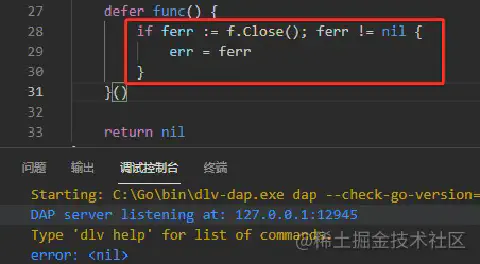 27 defer func() {
28 if ferr := f.Close(); ferr != nil {
29 err = ferr
30 }
31 }()
32
33 return nil
问题 输出 调试控制台 终端
Starting: C:\Go\bin\dlv-dap.exe dap --check-go-version=
DAP server listening at: 127.0.0.1:12945
Type 'dlv help' for list of commands.
error: <nil>
@稀土掘金技术社区